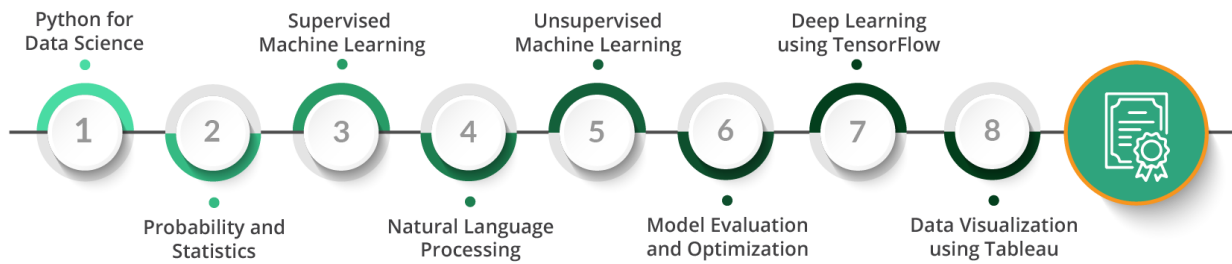 Python for
Data Science
Supervised
Machine Learning
Unsupervised
Machine Learning
Deep Learning
using TensorFlow
1
2
3
4
5
6
7
8
Probability and
Statistics
Natural Language
Processing
Model Evaluation
and Optimization
Data Visualization
using Tableau